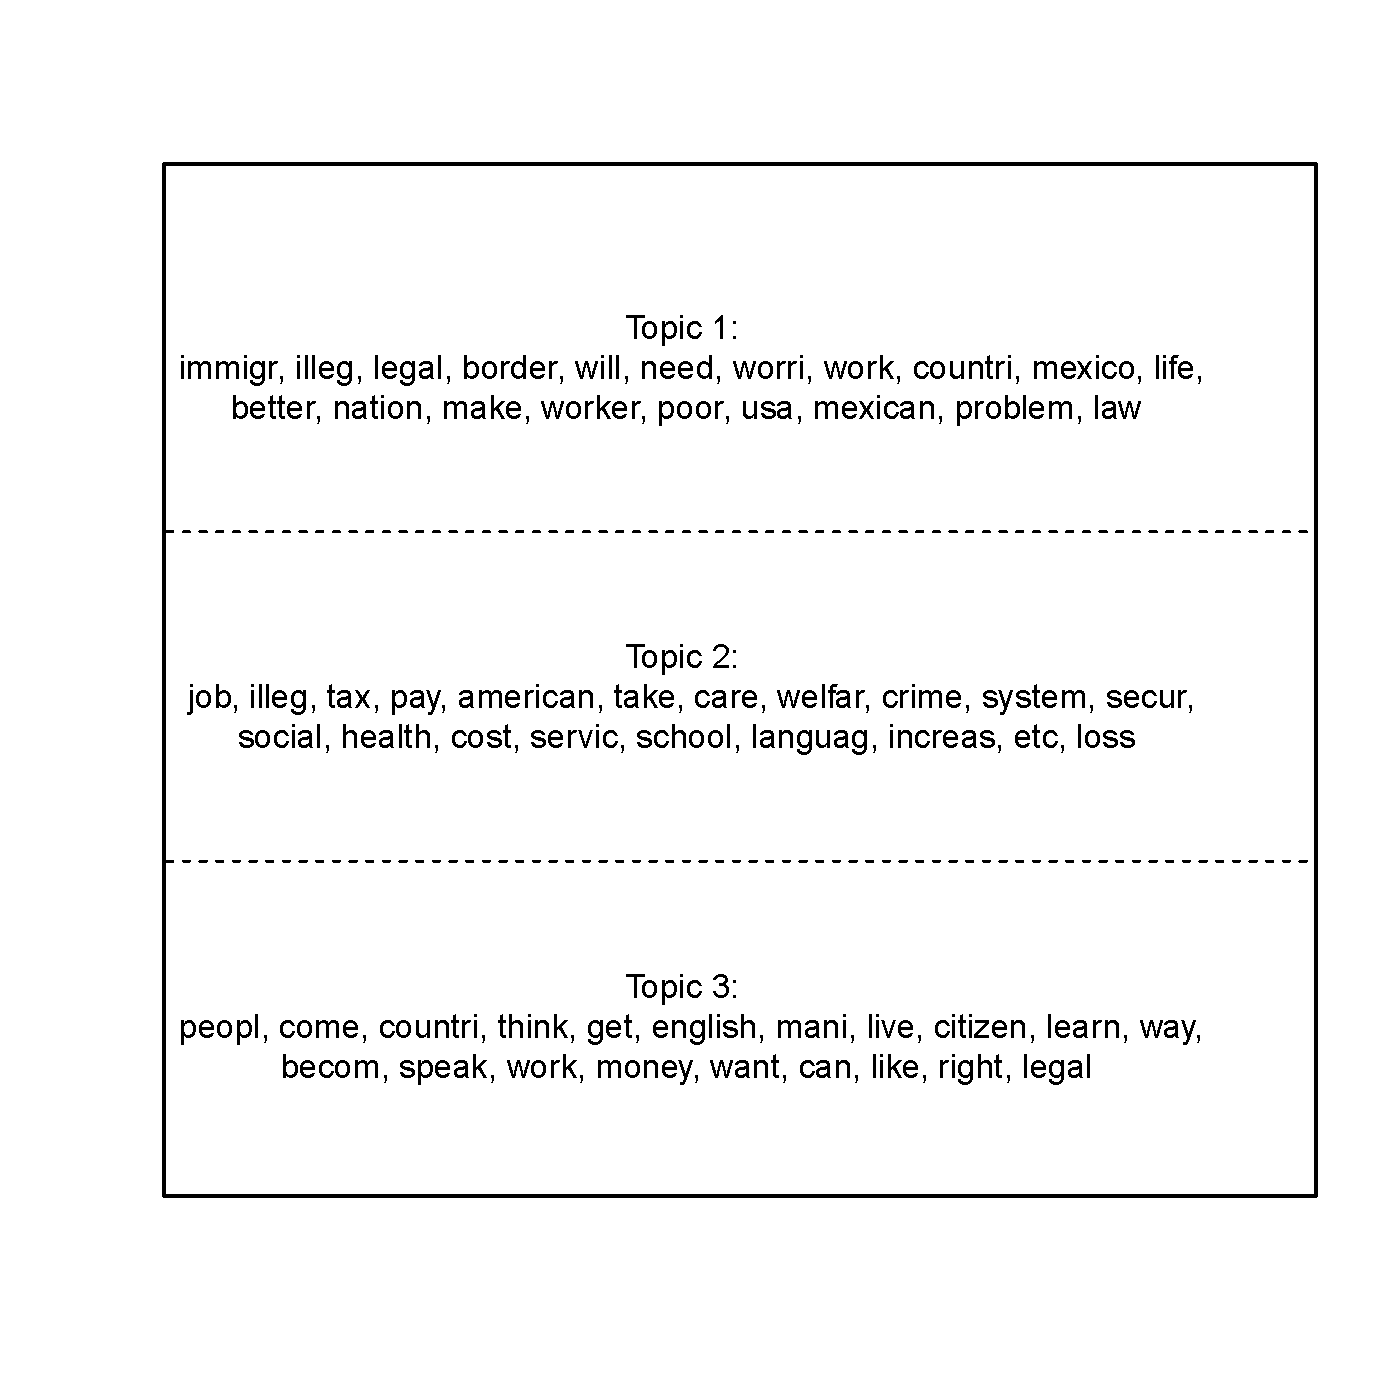 Topic 1:
immigr, illeg, legal, border, will, need, worri, work, countri, mexico, life,
better, nation, make, worker, poor, usa, mexican, problem, law
Topic 2:
job, illeg, tax, pay, american, take, care, welfar, crime, system, secur,
social, health, cost, servic, school, languag, increas, etc, loss
Topic 3:
peopl, come, countri, think, get, english, mani, live, citizen, learn, way,
becom, speak, work, money, want, can, like, right, legal